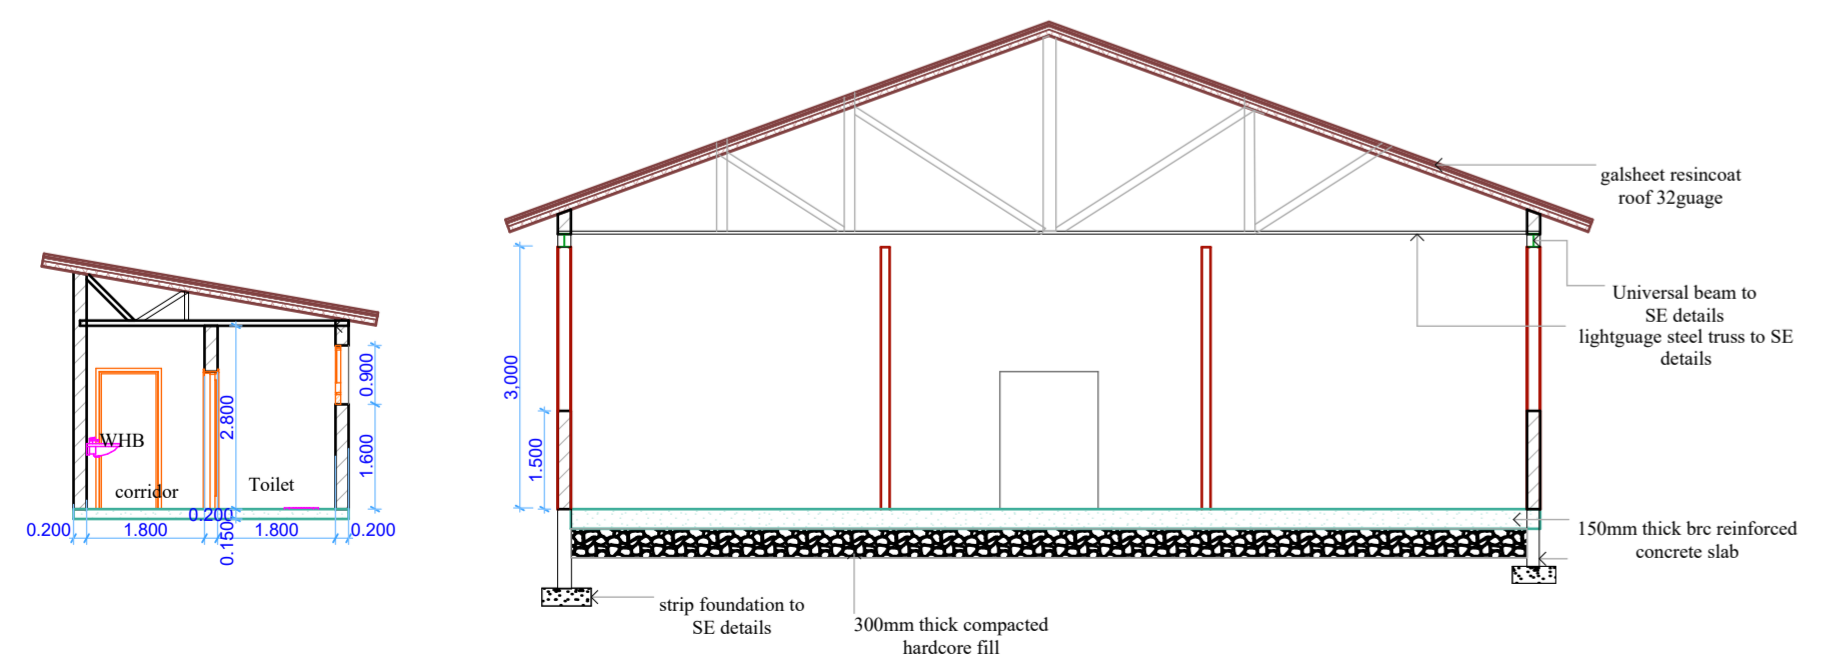 WHB
corridor
Toilet
2.800
0.900
1.600
0.200
1.800
0.200
0.150
1.800
0.200
3.000
1.500
galsheet resincoat
roof 32guage
Universal beam to
SE details
lightguage steel truss to SE
details
150mm thick brc reinforced
concrete slab
strip foundation to
SE details
300mm thick compacted
hardcore fill